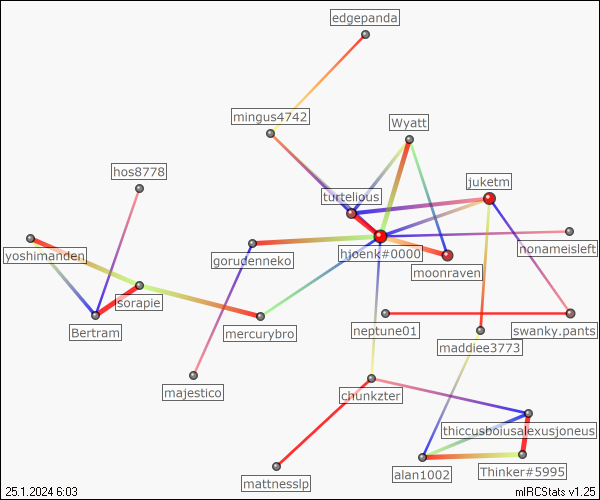 edgepanda
mingus4742
Wyatt
hos8778
juketm
turtelious
yoshimanden
gorudenneko
hjoenk#0000
nonameisleft
moonraven
sorapie
Bertram
mercurybro
neptune01
swanky.pants
maddiee3773
majestico
chunkzter
thiccusboiusalexusjoneus
mattnesslp
alan1002
Thinker#5995
25.1.2024 6:03
mIRCStats v1.25